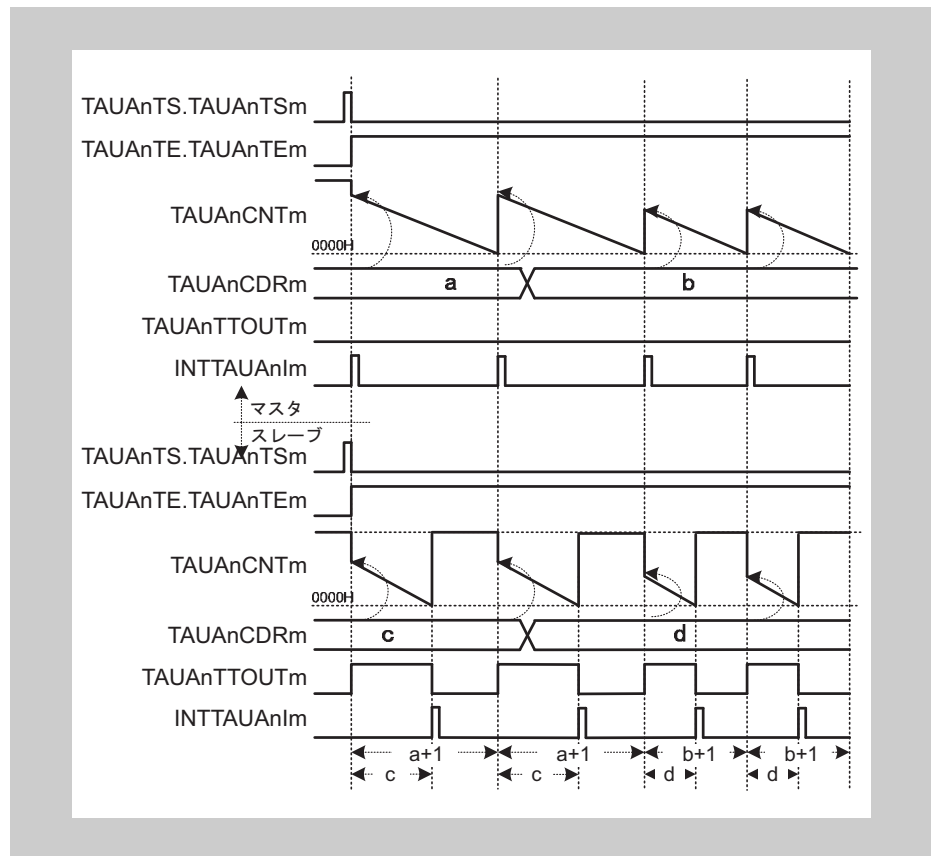 TAUAnTS.TAUAnTSm
TAUAnTE.TAUAnTEm
TAUAnCNTm
0000H
TAUAnCDRm
a
b
TAUAnTTOUTm
INTTAUAnIm
マスタ
スレーブ
TAUAnTS.TAUAnTSm
TAUAnTE.TAUAnTEm
TAUAnCNTm
0000H
TAUAnCDRm
c
d
TAUAnTTOUTm
INTTAUAnIm
a+1 a+1 b+1 b+1
c c d d